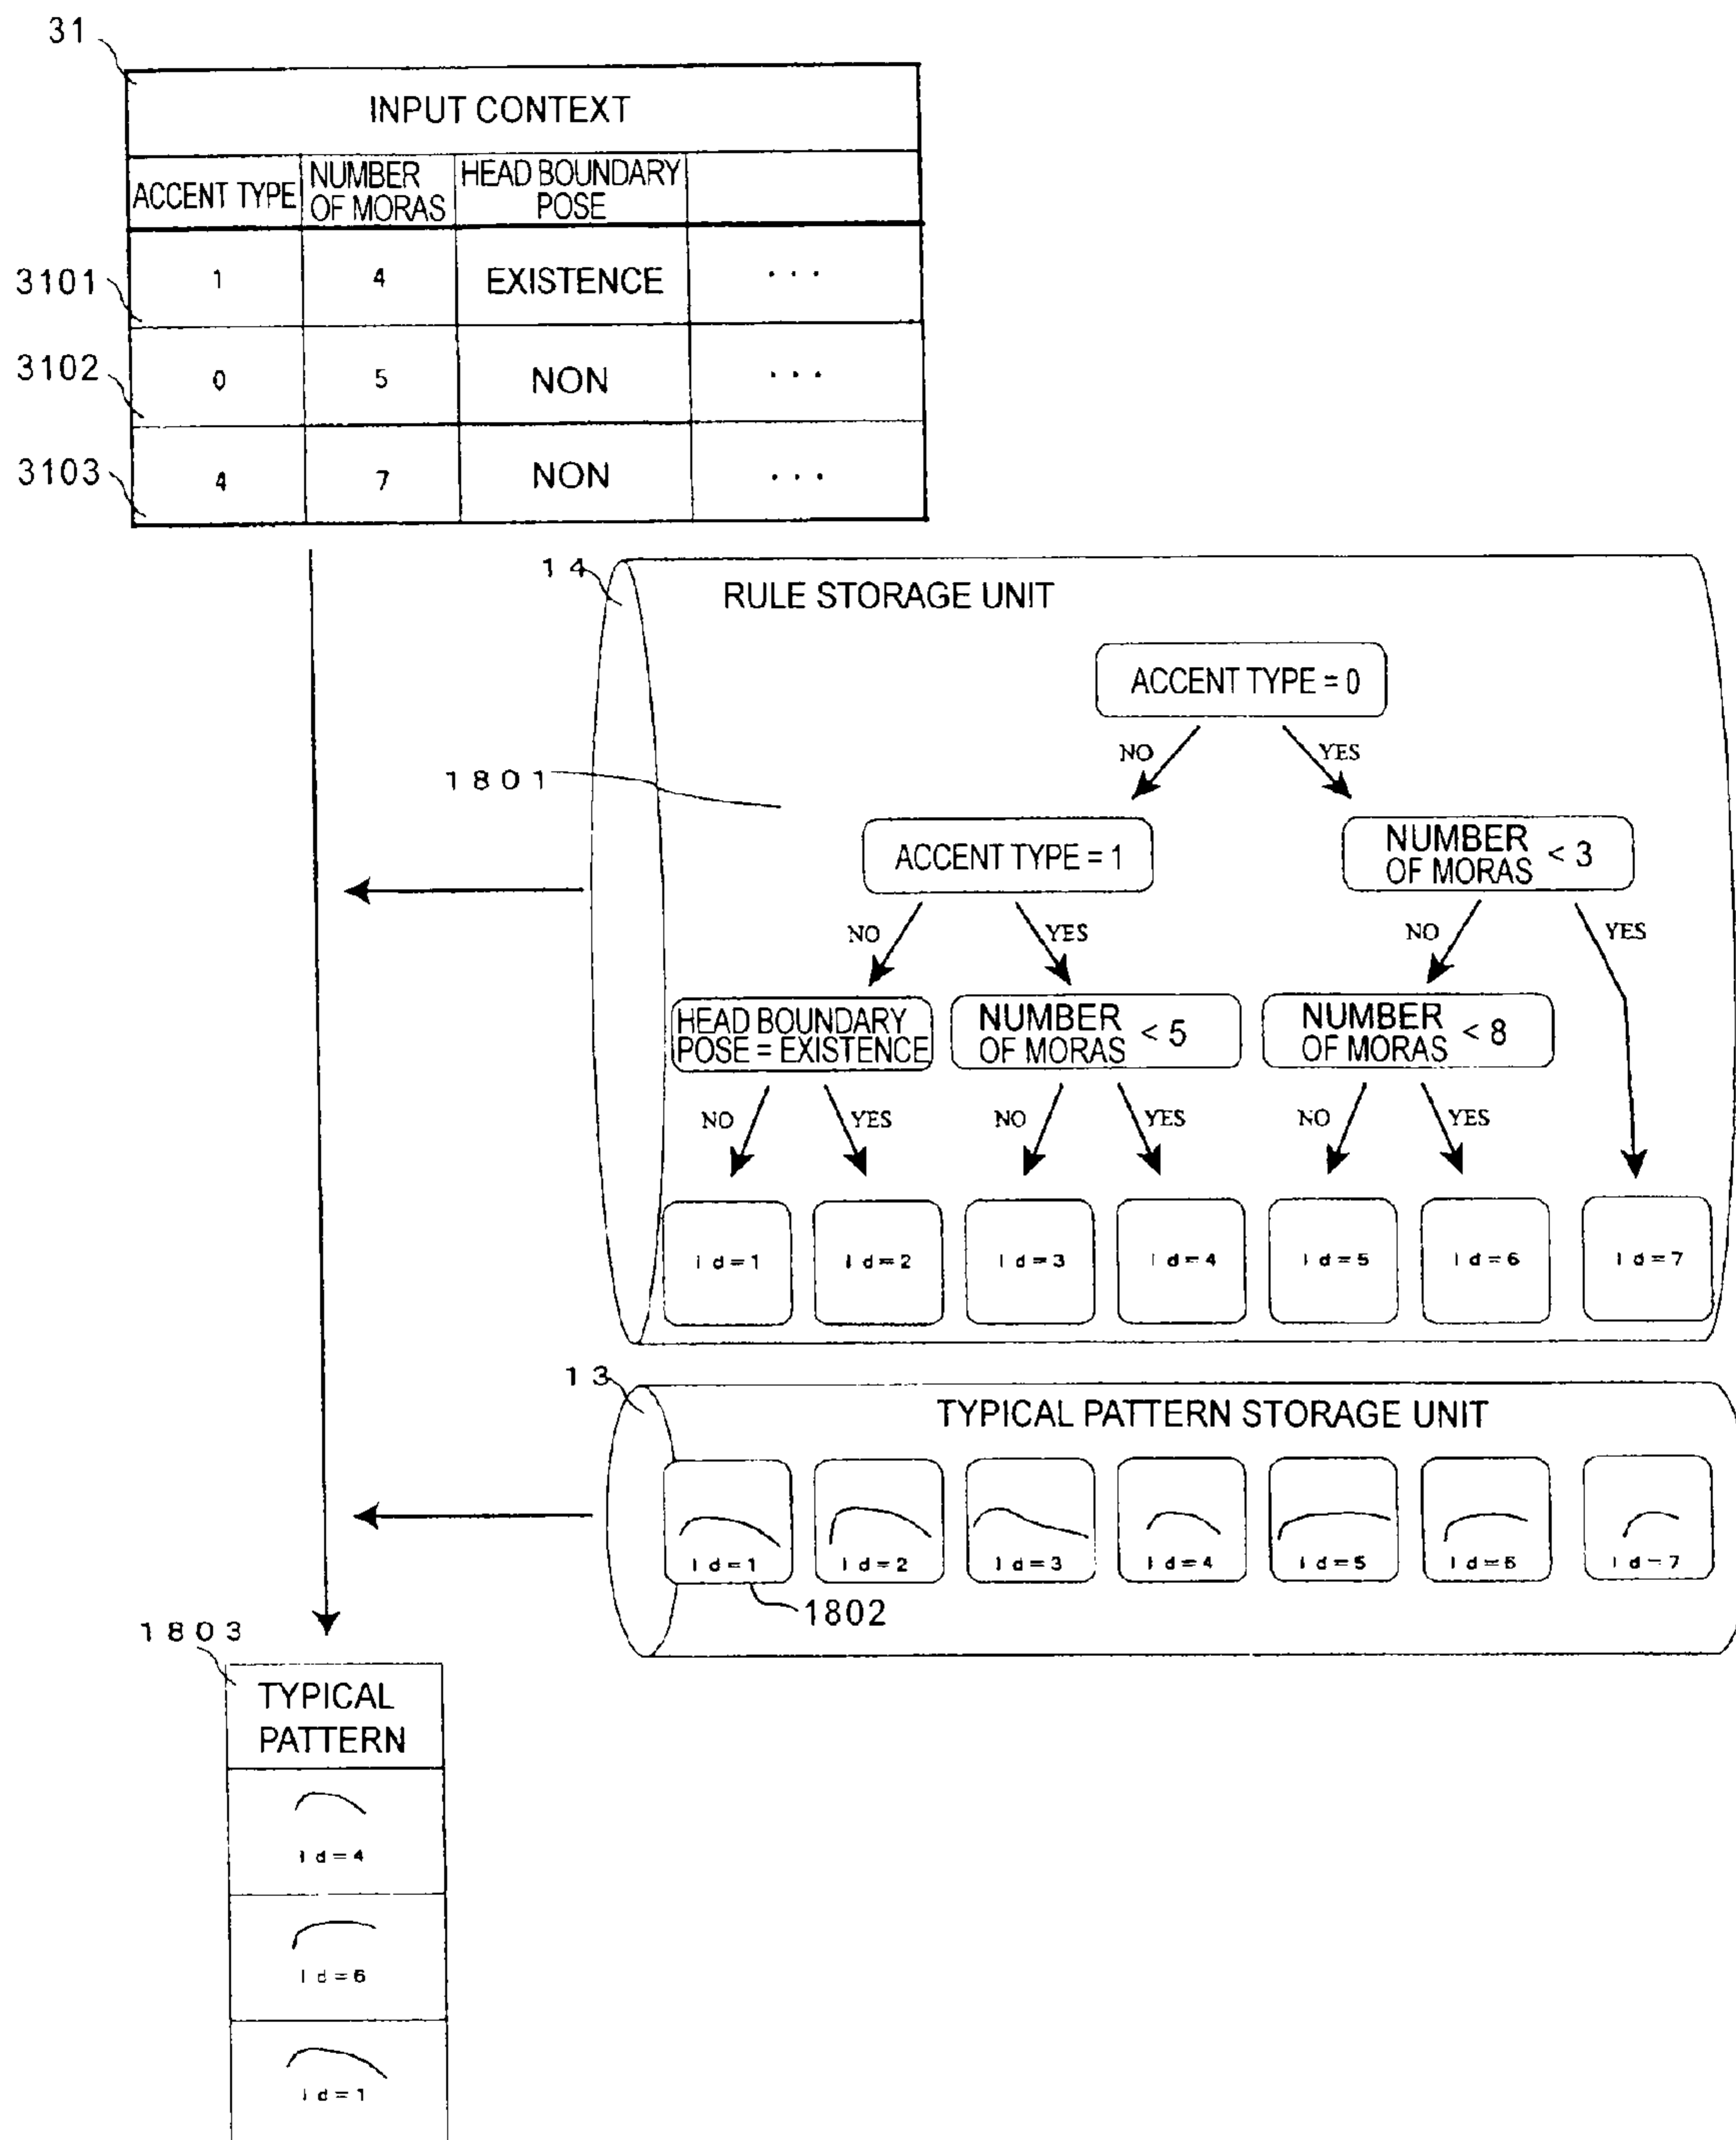 31
INPUT CONTEXT
ACCENT TYPE
NUMBER
OF MORAS
HEAD BOUNDARY
POSE
3101
1
4
EXISTENCE
...
3102
0
5
NON
...
3103
4
7
NON
...
14
RULE STORAGE UNIT
ACCENT TYPE = 0
NO
YES
1801
ACCENT TYPE = 1
NUMBER
OF MORAS < 3
NO
YES
NO
YES
HEAD BOUNDARY
POSE = EXISTENCE
NUMBER
OF MORAS < 5
NUMBER
OF MORAS < 8
NO
YES
NO
YES
NO
YES
id=1
id=2
id=3
id=4
id=5
id=6
id=7
13
TYPICAL PATTERN STORAGE UNIT
id=1
id=2
id=3
id=4
id=5
id=6
id=7
1802
1803
TYPICAL
PATTERN
id=4
id=6
id=1